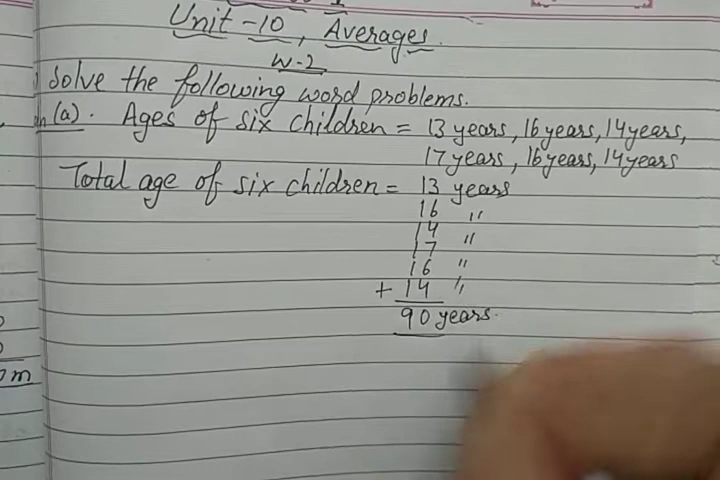 Unit-10, Averages.
W-2
Solve the following word problems.
(a). Ages of six children = 13 years, 16 years, 14 years,
17 years, 16 years, 14 years
Total age of six children = 13 years
16 "
14
17 "
16 "
+ 14 "
90 years.
m